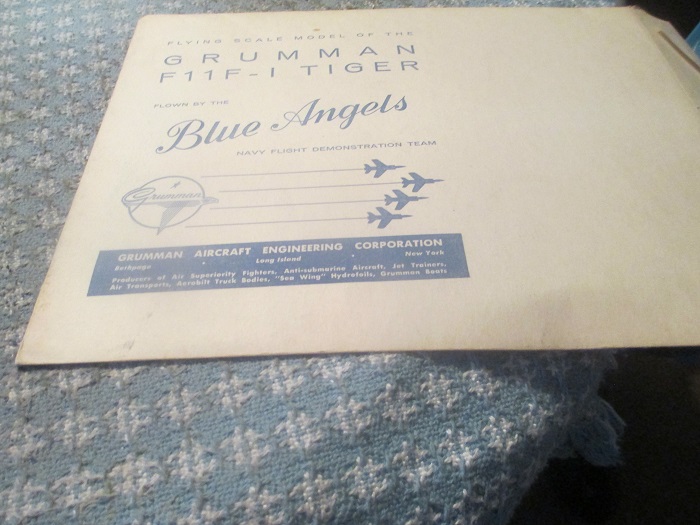 FLYING SCALE MODEL OF THE
GRUMMAN
F11F-1 TIGER
FLOWN BY THE
Blue Angels
NAVY FLIGHT DEMONSTRATION TEAM
Grumman
GRUMMAN AIRCRAFT ENGINEERING CORPORATION
Bethpage • Long Island • New York
Producers of Air Superiority Fighters, Anti-submarine Aircraft, Jet Trainers,
Air Transports, Aerobilt Truck Bodies, "Sea Wing" Hydrofoils, Grumman Boats